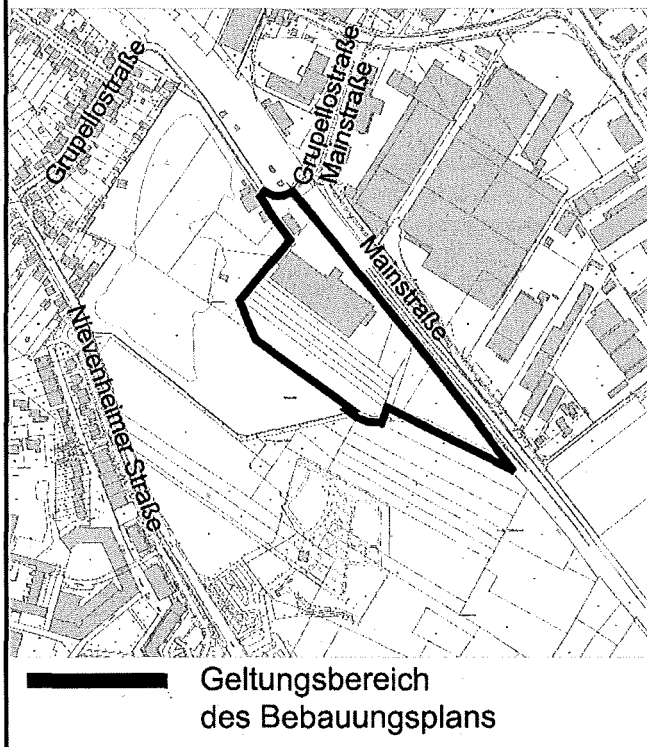 Grupellostraße
Grupellostraße
Mainstraße
Mainstraße
Nievenheimer Straße
Geltungsbereich
des Bebauungsplans